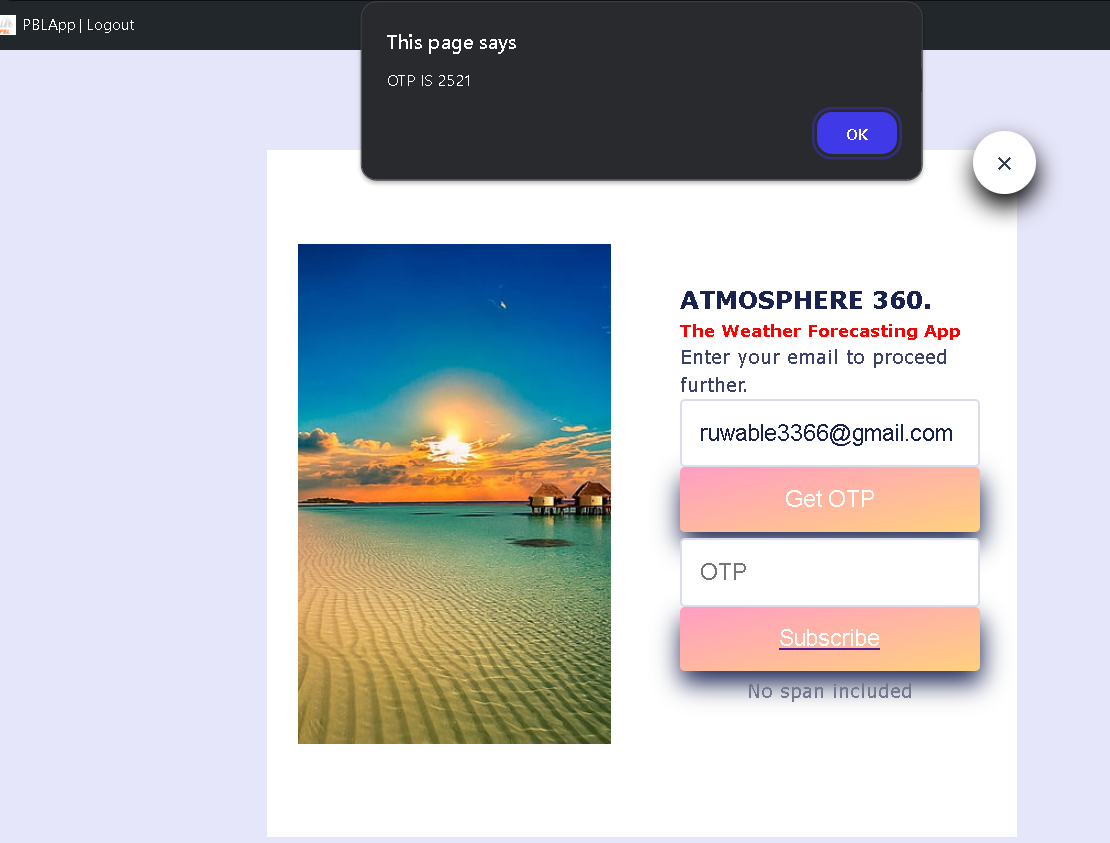 PBLApp | Logout
This page says
OTP IS 2521
OK
ATMOSPHERE 360.
The Weather Forecasting App
Enter your email to proceed
further.
ruwable3366@gmail.com
Get OTP
OTP
Subscribe
No span included